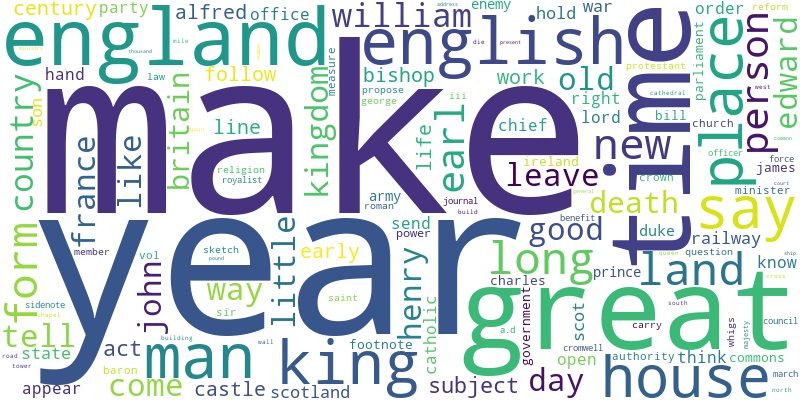 century party
alfred office
william
enemy
hold war
order
reform
address
thousand
england
english
time
place
person
edward
parliament
protestant
cathedral
west
common
mile
law
hand
son
make
follow
bishop
work
old
measure
propose
george
iii
die
present
right
lord
bill
church
country
france
like
britain
line
kingdom
life
earl
chief
new
officer
force
james
religion
royalist
leave
ireland
crown
minister
court
army
roman
journal
build
death
say
duke
railway
general
form
year
send
power
good
benefit
member
vol
sketch
pound
little
early
long
prince
question
land
know
queen
ship
cross
john
way
sir
saint
henry
catholic
charles
government
a.d
scot
great
carry
south
whigs
majesty
council
sidenote
chapel
tell
state
act
man
king
footnote
open
cromwell
authority
think
commons
road
tower
building
wall
baron
appear
come
castle
scotland
subject
day
house
march
north